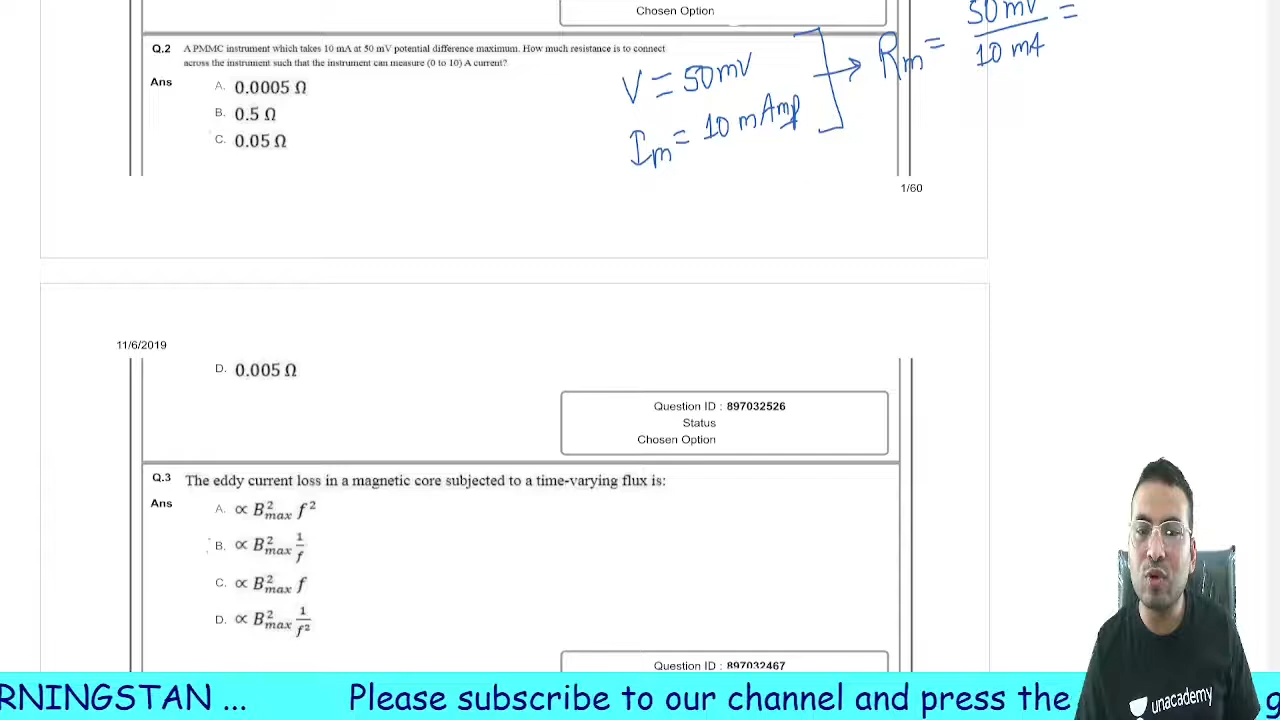 Chosen Option
Q.2 A PMMC instrument which takes 10 mA at 50 mV potential difference maximum. How much resistance is to connect
across the instrument such that the instrument can measure (0 to 10) A current?
Ans
A. 0.0005 Ω
B. 0.5 Ω
C. 0.05 Ω
V = 50mV
Im = 10 mAmp
Rm = 50 mV / 10 mA =
1/60
11/6/2019
D. 0.005 Ω
Question ID : 897032526
Status
Chosen Option
Q.3 The eddy current loss in a magnetic core subjected to a time-varying flux is:
Ans
A. ∝ B²max f²
B. ∝ B²max 1/f
C. ∝ B²max f
D. ∝ B²max 1/f²
Question ID : 897032467
unacademy
RNINGSTAN ... Please subscribe to our channel and press the